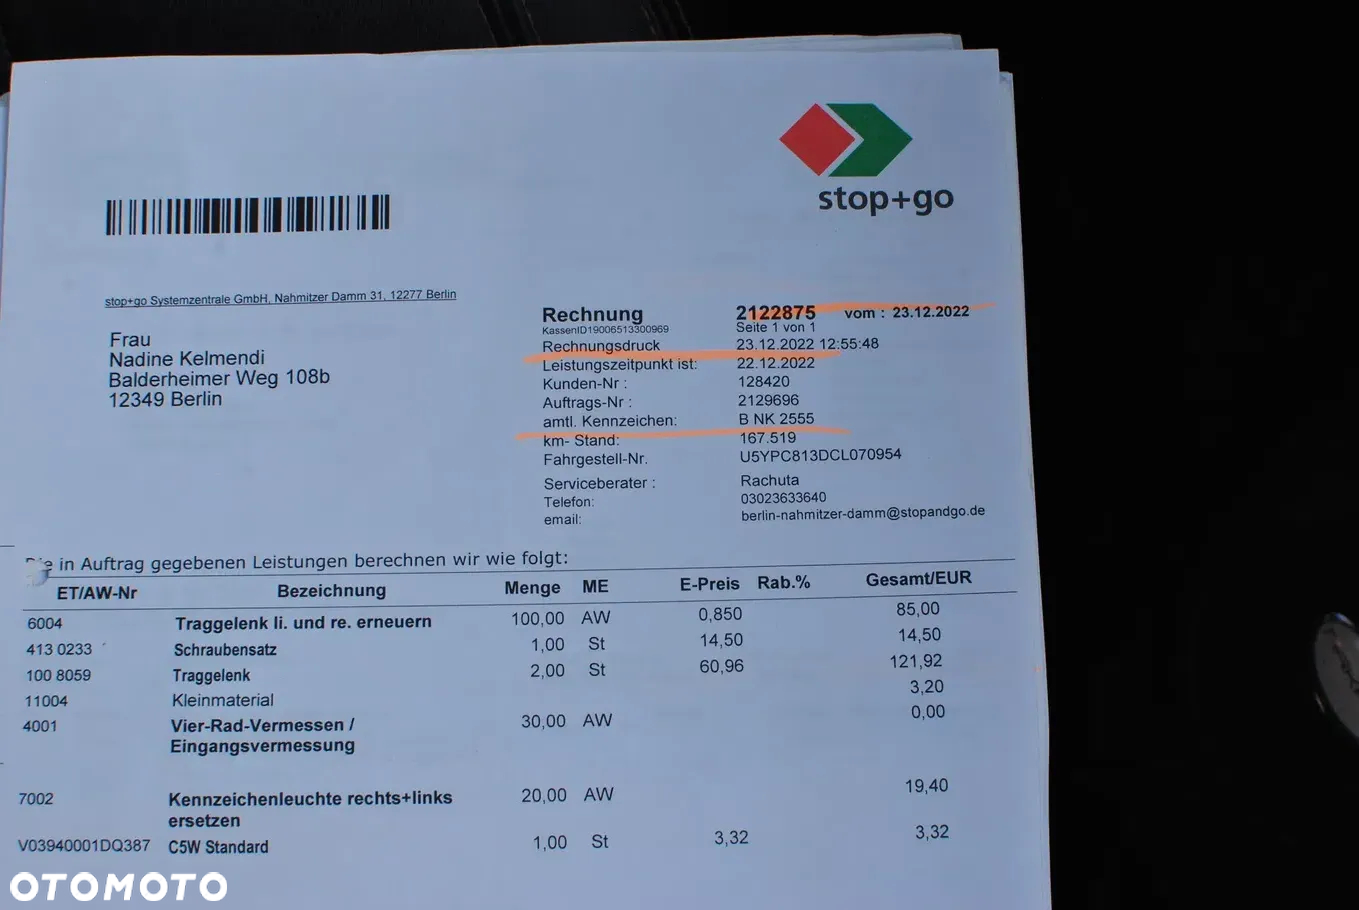 stop+go
stop+go Systemzentrale GmbH, Nahmitzer Damm 31, 12277 Berlin
Frau
Nadine Kelmendi
Balderheimer Weg 108b
12349 Berlin
Rechnung 2122875 vom : 23.12.2022
KassenID19006513300969 Seite 1 von 1
Rechnungsdruck 23.12.2022 12:55:48
Leistungszeitpunkt ist: 22.12.2022
Kunden-Nr : 128420
Auftrags-Nr : 2129696
amtl. Kennzeichen: B NK 2555
km- Stand: 167.519
Fahrgestell-Nr. U5YPC813DCL070954
Serviceberater : Rachuta
Telefon: 03023633640
email: berlin-nahmitzer-damm@stopandgo.de
in Auftrag gegebenen Leistungen berechnen wir wie folgt:
ET/AW-Nr Bezeichnung Menge ME E-Preis Rab.% Gesamt/EUR
6004 Traggelenk li. und re. erneuern 100,00 AW 0,850 85,00
413 0233 Schraubensatz 1,00 St 14,50 14,50
100 8059 Traggelenk 2,00 St 60,96 121,92
11004 Kleinmaterial 3,20
4001 Vier-Rad-Vermessen / 30,00 AW 0,00
Eingangsvermessung
7002 Kennzeichenleuchte rechts+links 20,00 AW 19,40
ersetzen
V03940001DQ387 C5W Standard 1,00 St 3,32 3,32
OTOMOTO